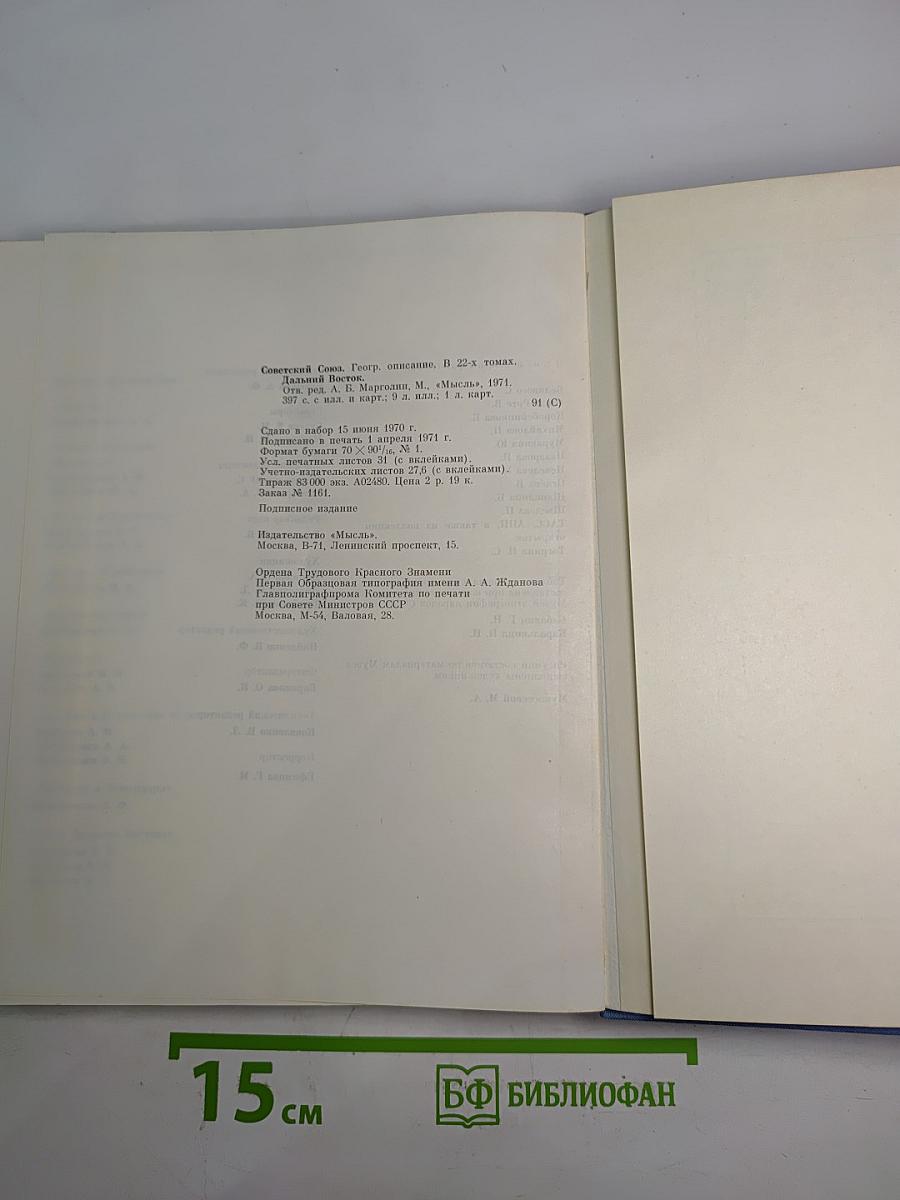 Советский Союз. Геогр. описание. В 22-х томах.
Дальний Восток.
Отв. ред. А. Б. Марголин, М., «Мысль», 1971.
397 с. с илл. и карт.; 9 л. илл.; 1 л. карт.
91 (С)
Сдано в набор 15 июня 1970 г.
Подписано в печать 1 апреля 1971 г.
Формат бумаги 70 × 90¹/₁₆, № 1.
Усл. печатных листов 31 (с вклейками).
Учетно-издательских листов 27,6 (с вклейками).
Тираж 83 000 экз. А02480. Цена 2 р. 19 к.
Заказ № 1161.
Подписное издание
Издательство «Мысль».
Москва, В-71, Ленинский проспект, 15.
Ордена Трудового Красного Знамени
Первая Образцовая типография имени А. А. Жданова
Главполиграфпрома Комитета по печати
при Совете Министров СССР
Москва, М-54, Валовая, 28.
15 см
БФ БИБЛИОФАН